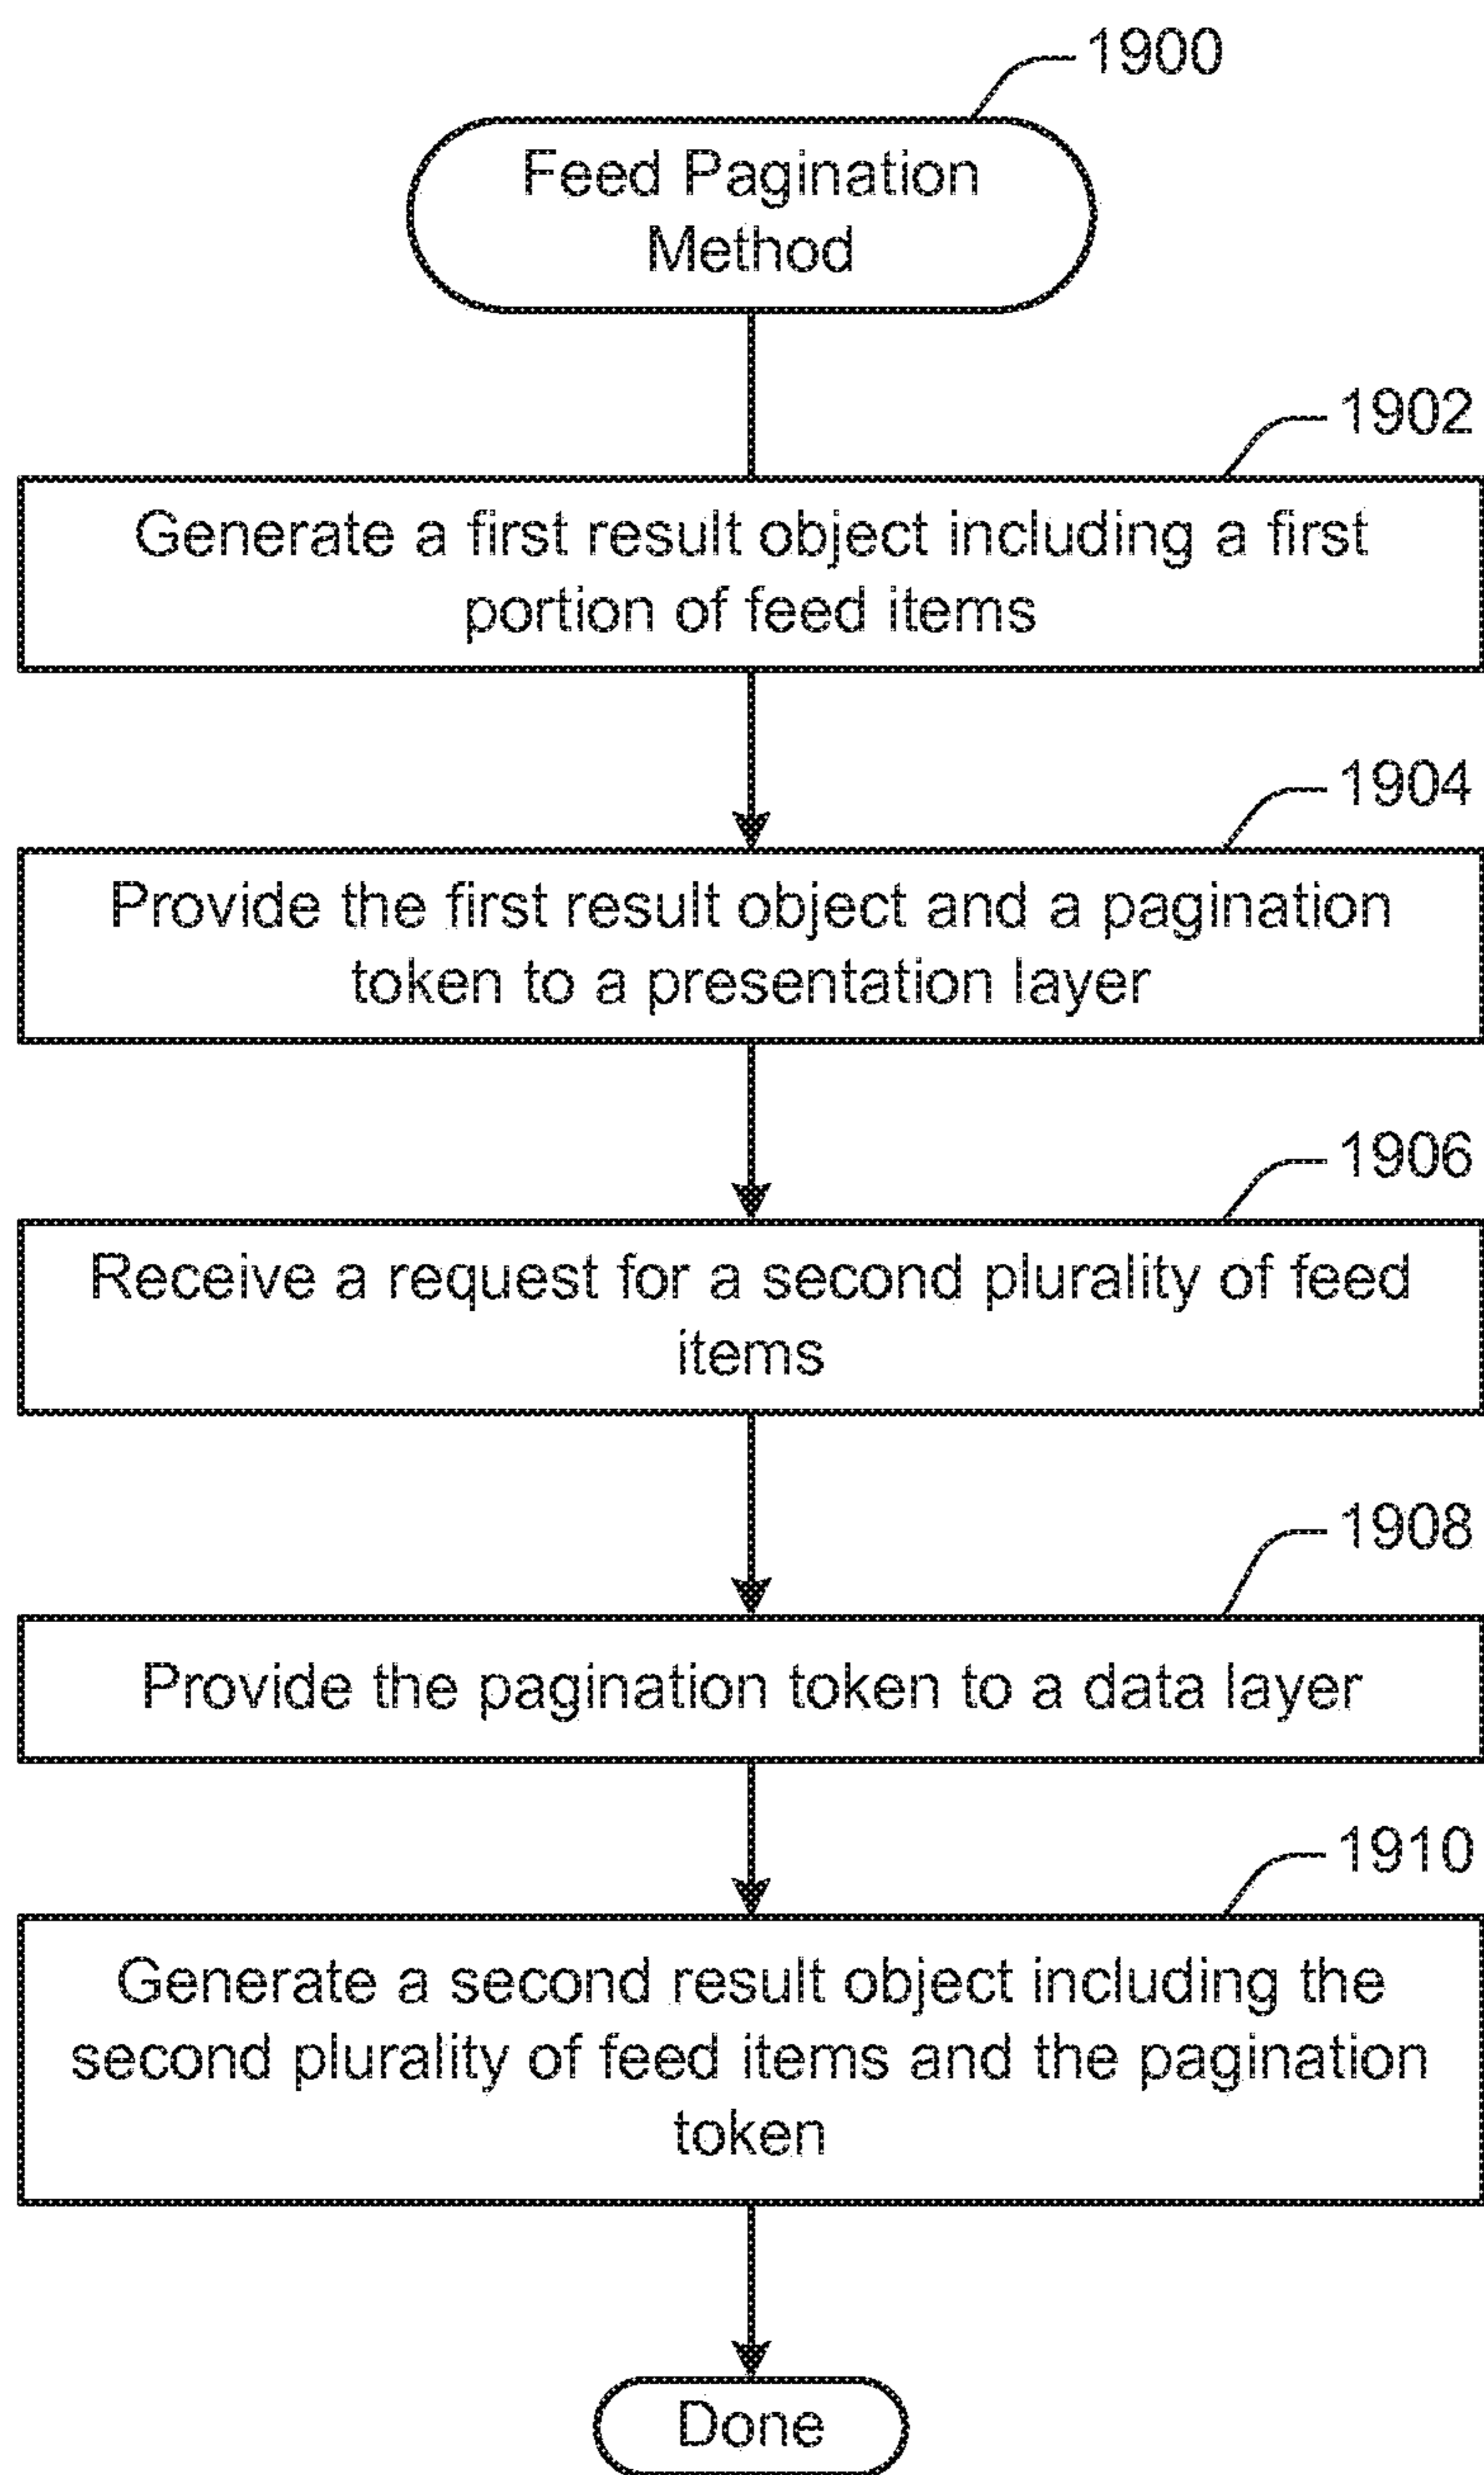 1900
Feed Pagination
Method
1902
Generate a first result object including a first
portion of feed items
1904
Provide the first result object and a pagination
token to a presentation layer
1906
Receive a request for a second plurality of feed
items
1908
Provide the pagination token to a data layer
1910
Generate a second result object including the
second plurality of feed items and the pagination
token
Done